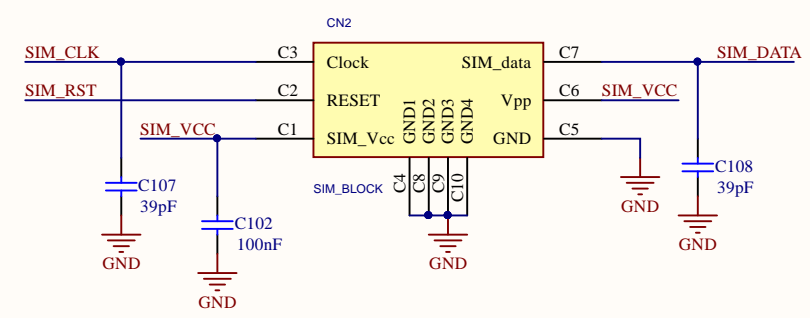 CN2
SIM_CLK
C3
Clock
SIM_data
C7
SIM_DATA
SIM_RST
C2
RESET
Vpp
C6
SIM_VCC
SIM_VCC
C1
SIM_Vcc
GND1
GND2
GND3
GND4
GND
C5
C107
39pF
SIM_BLOCK
C4
C8
C9
C10
C108
39pF
GND
C102
100nF
GND
GND
GND
GND